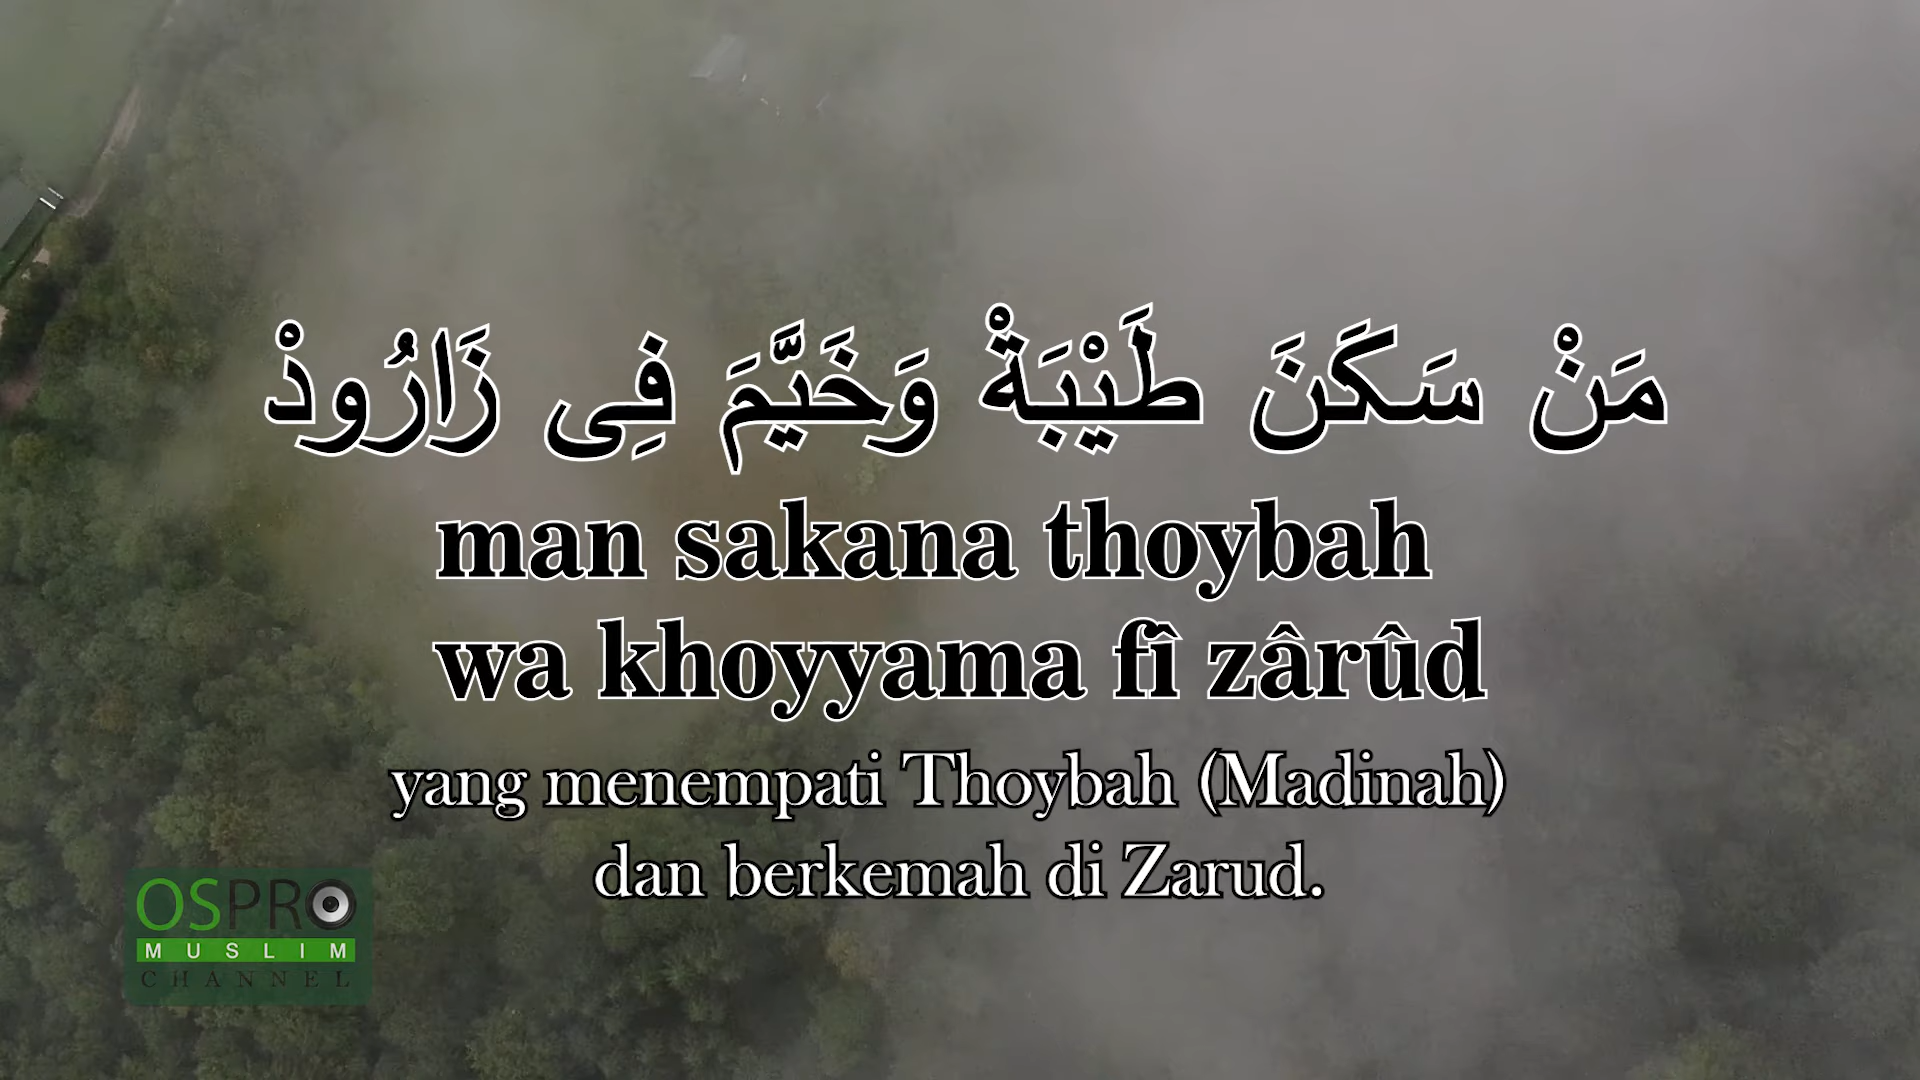 مَنْ سَكَنَ طَيْبَةْ وَخَيَّمَ فِى زَارُودْ
man sakana thoybah
wa khoyyama fî zârûd
yang menempati Thoybah (Madinah)
dan berkemah di Zarud.
OSPRO
MUSLIM
CHANNEL